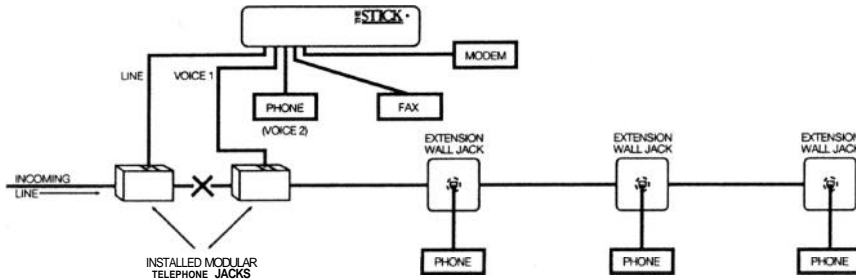 THE STICK
MODEM
LINE
VOICE 1
PHONE
(VOICE 2)
FAX
EXTENSION
WALL JACK
EXTENSION
WALL JACK
EXTENSION
WALL JACK
INCOMING
LINE
INSTALLED MODULAR
TELEPHONE JACKS
PHONE
PHONE
PHONE